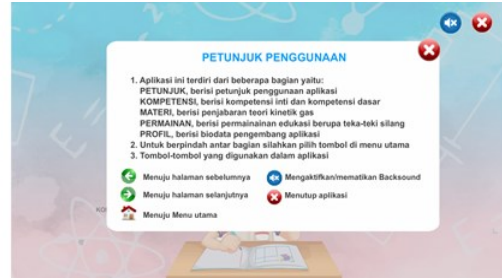 PETUNJUK PENGGUNAAN
1. Aplikasi ini terdiri dari beberapa bagian yaitu:
PETUNJUK, berisi petunjuk penggunaan aplikasi
KOMPETENSI, berisi kompetensi inti dan kompetensi dasar
MATERI, berisi penjabaran teori kinetik gas
PERMAINAN, berisi permainainan edukasi berupa teka-teki silang
PROFIL, berisi biodata pengembang aplikasi
2. Untuk berpindah antar bagian silahkan pilih tombol di menu utama
3. Tombol-tombol yang digunakan dalam aplikasi
Menuju halaman sebelumnya
Mengaktifkan/mematikan Backsound
Menuju halaman selanjutnya
Menutup aplikasi
Menuju Menu utama